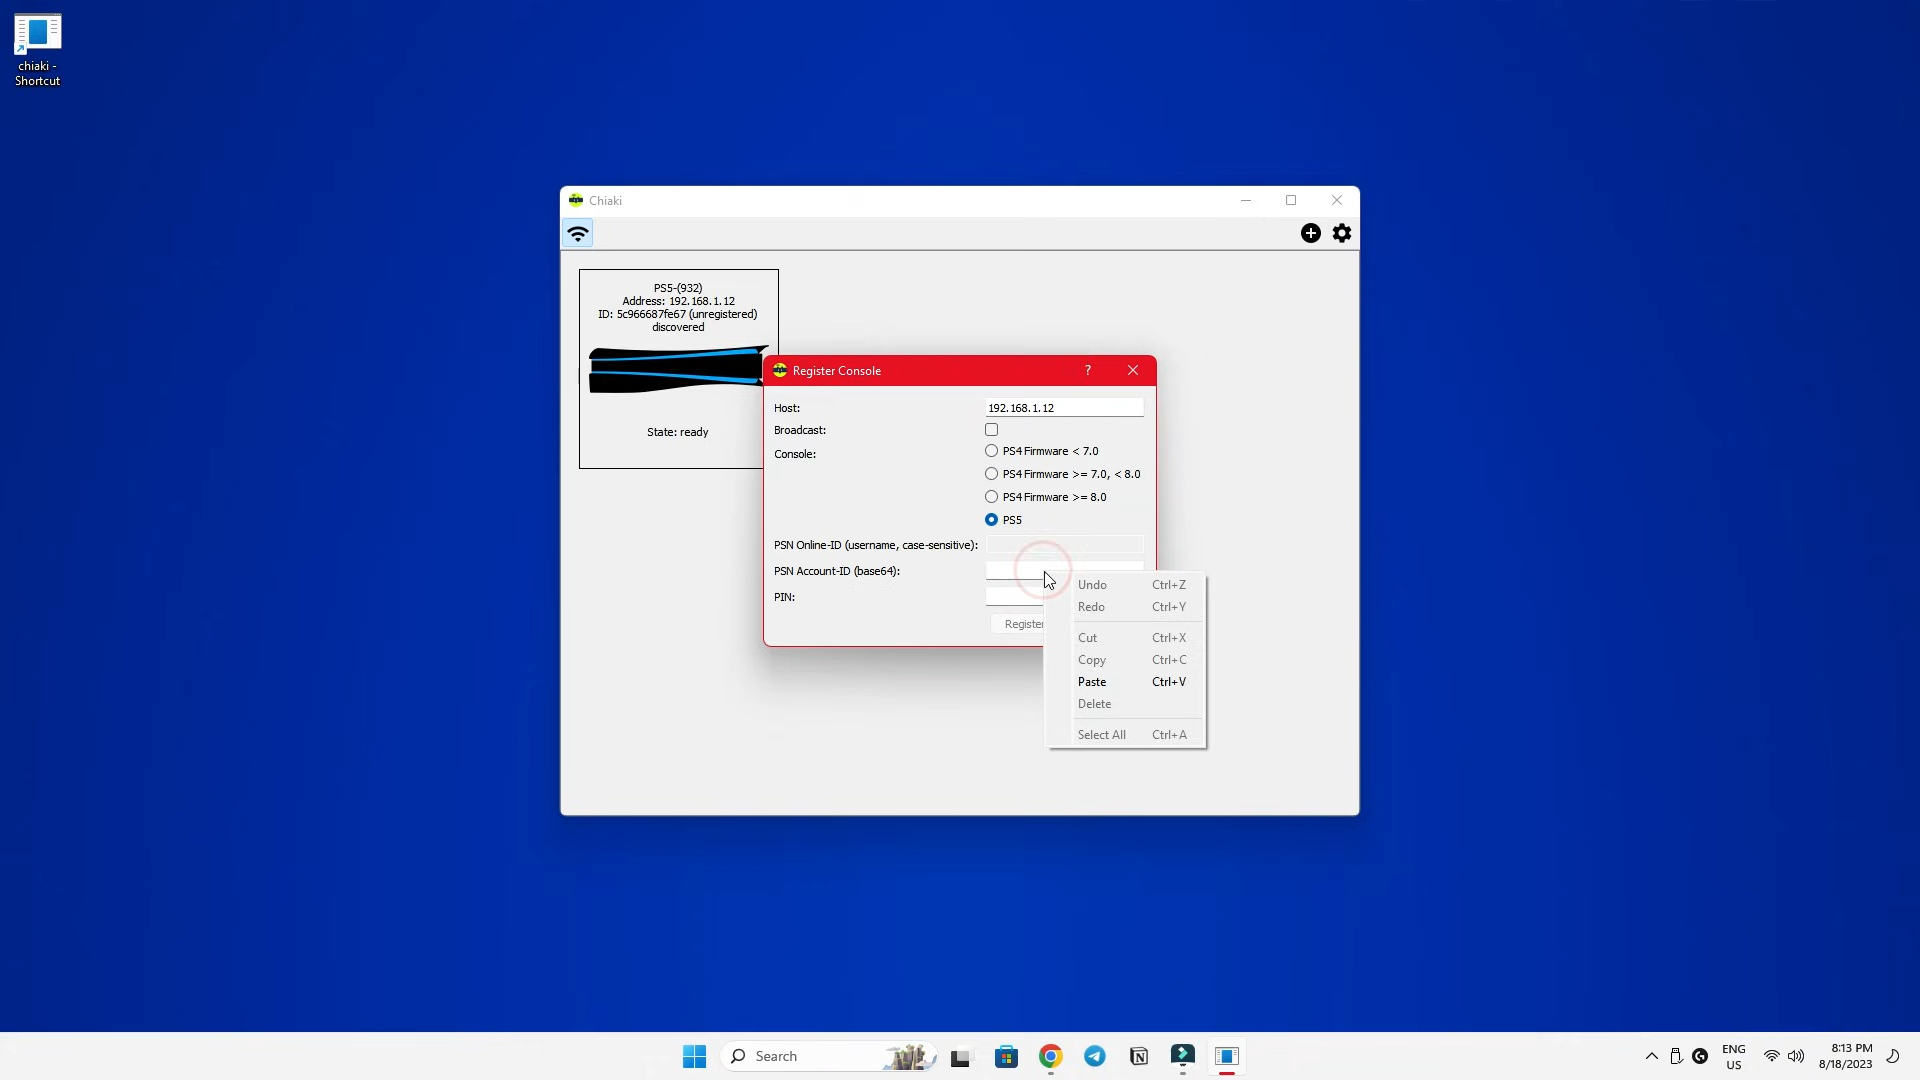 chiaki -
Shortcut
Chiaki
PS5-(932)
Address: 192.168.1.12
ID: 5c966687fe67 (unregistered)
discovered
State: ready
Register Console
?
Host:
192.168.1.12
Broadcast:
Console:
PS4 Firmware < 7.0
PS4 Firmware >= 7.0, < 8.0
PS4 Firmware >= 8.0
PS5
PSN Online-ID (username, case-sensitive):
PSN Account-ID (base64):
PIN:
Register
Undo Ctrl+Z
Redo Ctrl+Y
Cut Ctrl+X
Copy Ctrl+C
Paste Ctrl+V
Delete
Select All Ctrl+A
Search
ENG
US
8:13 PM
8/18/2023